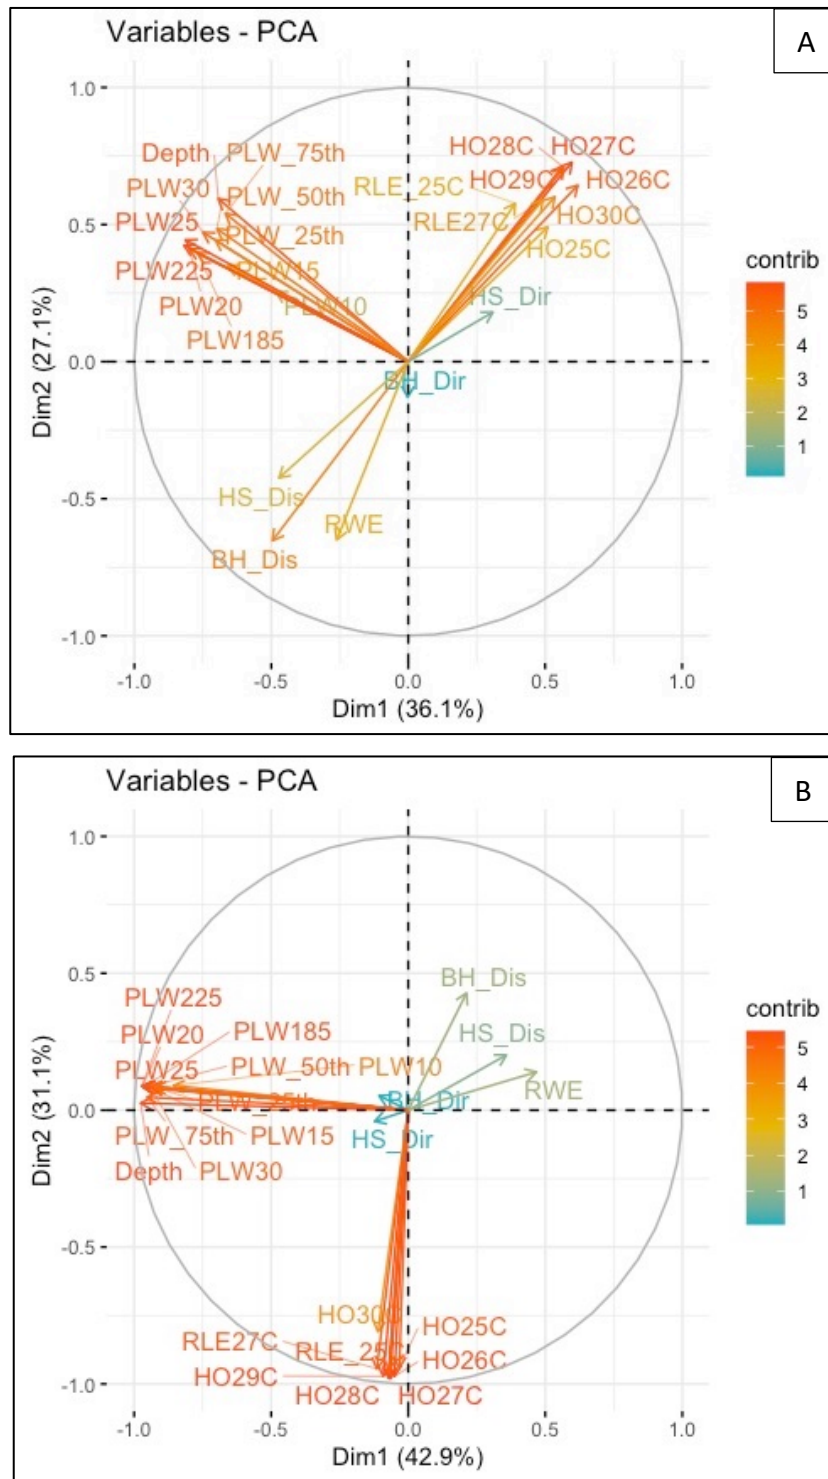 Variables - PCA
A
1.0
0.5
0.0
-0.5
-1.0
Dim2 (27.1%)
Depth PLW_75th
PLW30
PLW_50th
PLW25
PLW_25th
PLW225
PLW15
PLW20
PLW10
PLW185
HO28C HO27C
RLE_25C HO29C HO26C
RLE27C HO30C
HO25C
HS_Dir
BH_Dir
HS_Dis
RWE
BH_Dis
-1.0 -0.5 0.0 0.5 1.0
Dim1 (36.1%)
contrib
5
4
3
2
1
Variables - PCA
B
1.0
0.5
0.0
-0.5
-1.0
Dim2 (31.1%)
BH_Dis
PLW225
PLW20 PLW185
HS_Dis
PLW25 PLW_50th PLW10
RWE
PLW_25th BH_Dir
PLW_75th PLW15 HS_Dir
Depth PLW30
HO30C
HO25C
RLE27C RLE_25C HO26C
HO29C
HO28C HO27C
-1.0 -0.5 0.0 0.5 1.0
Dim1 (42.9%)
contrib
5
4
3
2
1